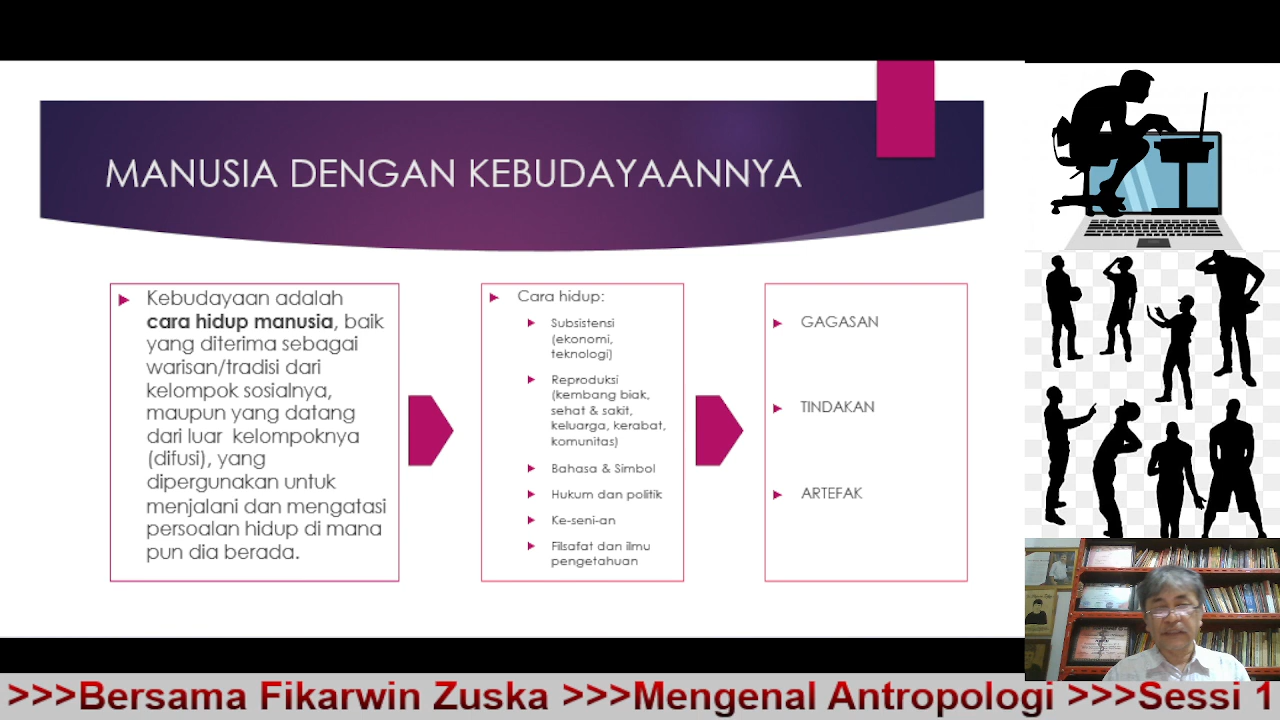 MANUSIA DENGAN KEBUDAYAANNYA
Kebudayaan adalah
cara hidup manusia, baik
yang diterima sebagai
warisan/tradisi dari
kelompok sosialnya,
maupun yang datang
dari luar kelompoknya
(difusi), yang
dipergunakan untuk
menjalani dan mengatasi
persoalan hidup di mana
pun dia berada.
Cara hidup:
Subsistensi
(ekonomi,
teknologi)
Reproduksi
(kembang biak,
sehat & sakit,
keluarga, kerabat,
komunitas)
Bahasa & Simbol
Hukum dan politik
Ke-seni-an
Filsafat dan ilmu
pengetahuan
GAGASAN
TINDAKAN
ARTEFAK
>>>Bersama Fikarwin Zuska >>>Mengenal Antropologi >>>Sessi 1